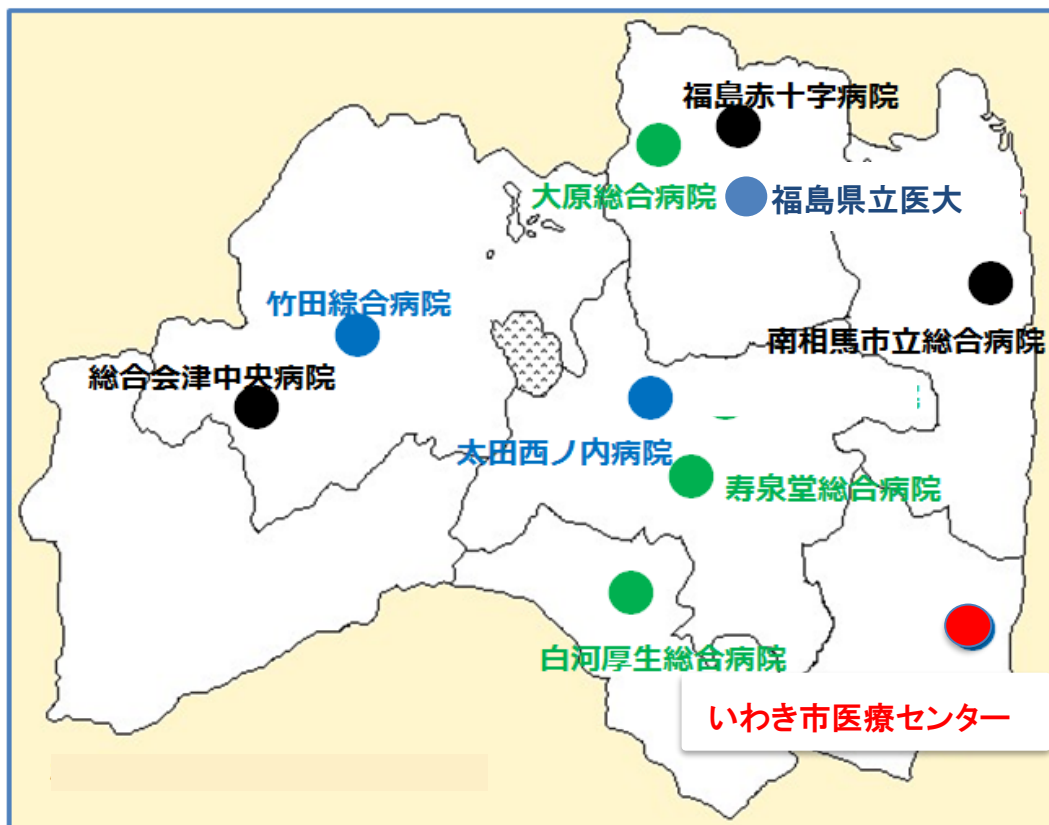 福島赤十字病院
大原総合病院
福島県立医大
竹田綜合病院
南相馬市立総合病院
総合会津中央病院
太田西ノ内病院
寿泉堂総合病院
白河厚生総合病院
いわき市医療センター